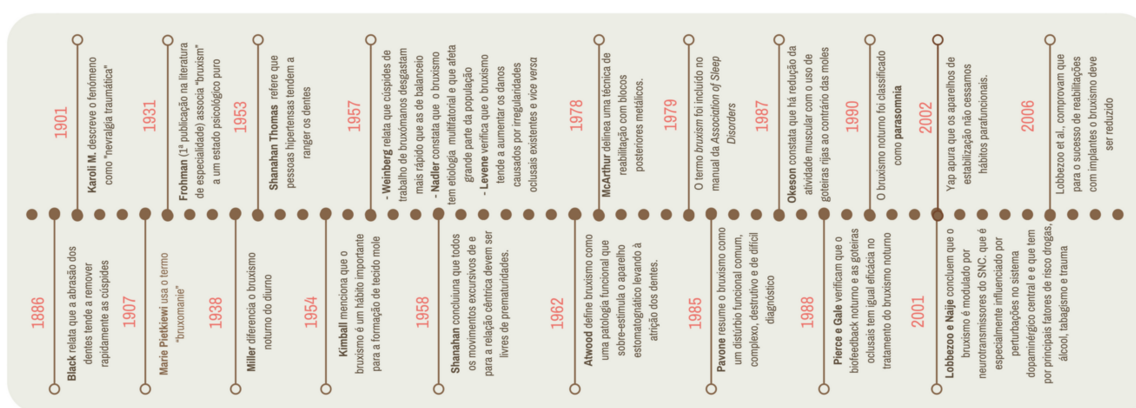 1886
Black relata que a abrasão dos
dentes tende a remover
rapidamente as cúspides
1901
Karoli M. descreve o fenómeno
como "nevralgia traumática"
1907
Marie Pietkiewi usa o termo
"bruxomanie"
1931
Frohman (1ª publicação na literatura
de especialidade) associa "bruxism"
a um estado psicológico puro
1938
Miller diferencia o bruxismo
noturno do diurno
1953
Shanahan Thomas refere que
pessoas hipertensas tendem a
ranger os dentes
1954
Kimball menciona que o
bruxismo é um hábito importante
para a formação de tecido mole
1957
- Weinberg relata que cúspides de
trabalho de bruxómanos desgastam
mais rápido que as de balanceio
- Nadler constata que o bruxismo
tem etiologia multifatorial e que afeta
grande parte da população
- Levene verifica que o bruxismo
tende a aumentar os danos
causados por irregularidades
oclusais existentes e vice versa
1958
Shanahan concluiuna que todos
os movimentos excursivos de e
para a relação cêntrica devem ser
livres de prematuridades.
1962
Atwood define bruxismo como
uma patologia funcional que
sobre-estimula o aparelho
estomatognático levando à
atrição dos dentes.
1978
McArthur delinea uma técnica de
reabilitação com blocos
posteriores metálicos.
1979
O termo bruxism foi incluído no
manual da Association of Sleep
Disorders
1985
Pavone resume o bruxismo como
um distúrbio funcional comum,
complexo, destrutivo e de difícil
diagnóstico
1987
Okeson constata que há redução da
atividade muscular com o uso de
goteiras rijas ao contrário das moles
1988
Pierce e Gale verificam que o
biofeedback noturno e as goteiras
oclusais tem igual eficácia no
tratamento do bruxismo noturno
1990
O bruxismo noturno foi classificado
como parasomnia
2001
Lobbezoo e Naije concluem que o
bruxismo é modulado por
neurotransmissores do SNC. que é
especialmente influenciado por
perturbações no sistema
dopaminérgico central e e que tem
por principais fatores de risco drogas,
álcool, tabagismo e trauma
2002
Yap apura que os aparelhos de
estabilização não cessamos
hábitos parafuncionais.
2006
Lobbezoo et al., comprovam que
para o sucesso de reabilitações
com implantes o bruxismo deve
ser reduzido